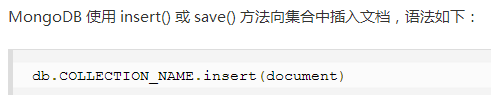 MongoDB 使用 insert() 或 save() 方法向集合中插入文档，语法如下：
db.COLLECTION_NAME.insert(document)